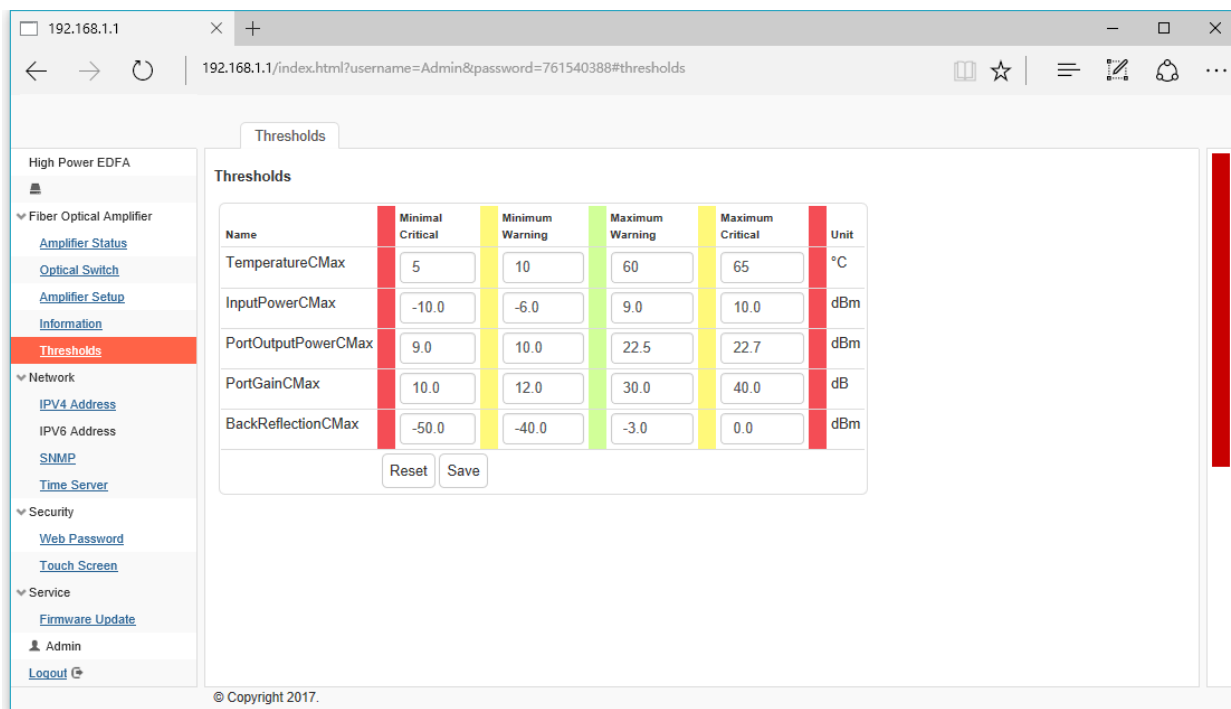 192.168.1.1
192.168.1.1/index.html?username=Admin&password=761540388#thresholds
Thresholds
High Power EDFA
Fiber Optical Amplifier
Amplifier Status
Optical Switch
Amplifier Setup
Information
Thresholds
Network
IPV4 Address
IPV6 Address
SNMP
Time Server
Security
Web Password
Touch Screen
Service
Firmware Update
Admin
Logout
Thresholds
Name Minimal Critical Minimum Warning Maximum Warning Maximum Critical Unit
TemperatureCMax 5 10 60 65 °C
InputPowerCMax -10.0 -6.0 9.0 10.0 dBm
PortOutputPowerCMax 9.0 10.0 22.5 22.7 dBm
PortGainCMax 10.0 12.0 30.0 40.0 dB
BackReflectionCMax -50.0 -40.0 -3.0 0.0 dBm
Reset Save
© Copyright 2017.